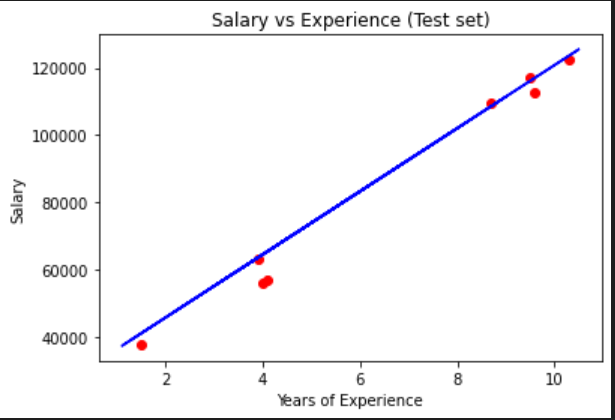 Salary vs Experience (Test set)
120000
100000
80000
60000
40000
Salary
2 4 6 8 10
Years of Experience